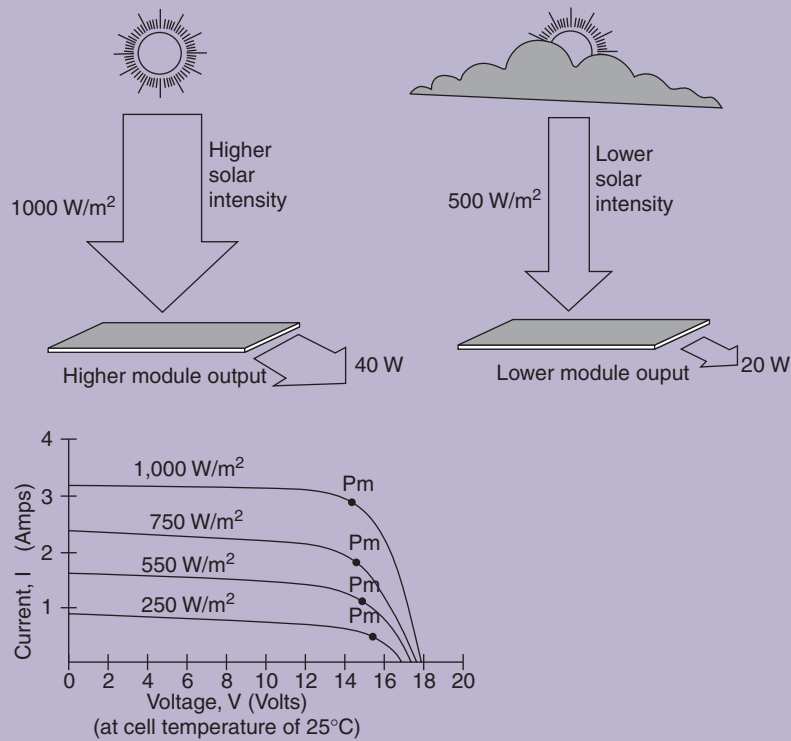 Higher
solar
intensity
1000 W/m²
40 W
Higher module output
Lower
solar
intensity
500 W/m²
20 W
Lower module ouput
4
3
2
1
Current, I (Amps)
1,000 W/m²
Pm
750 W/m²
Pm
550 W/m²
Pm
250 W/m²
Pm
0 2 4 6 8 10 12 14 16 18 20
Voltage, V (Volts)
(at cell temperature of 25°C)